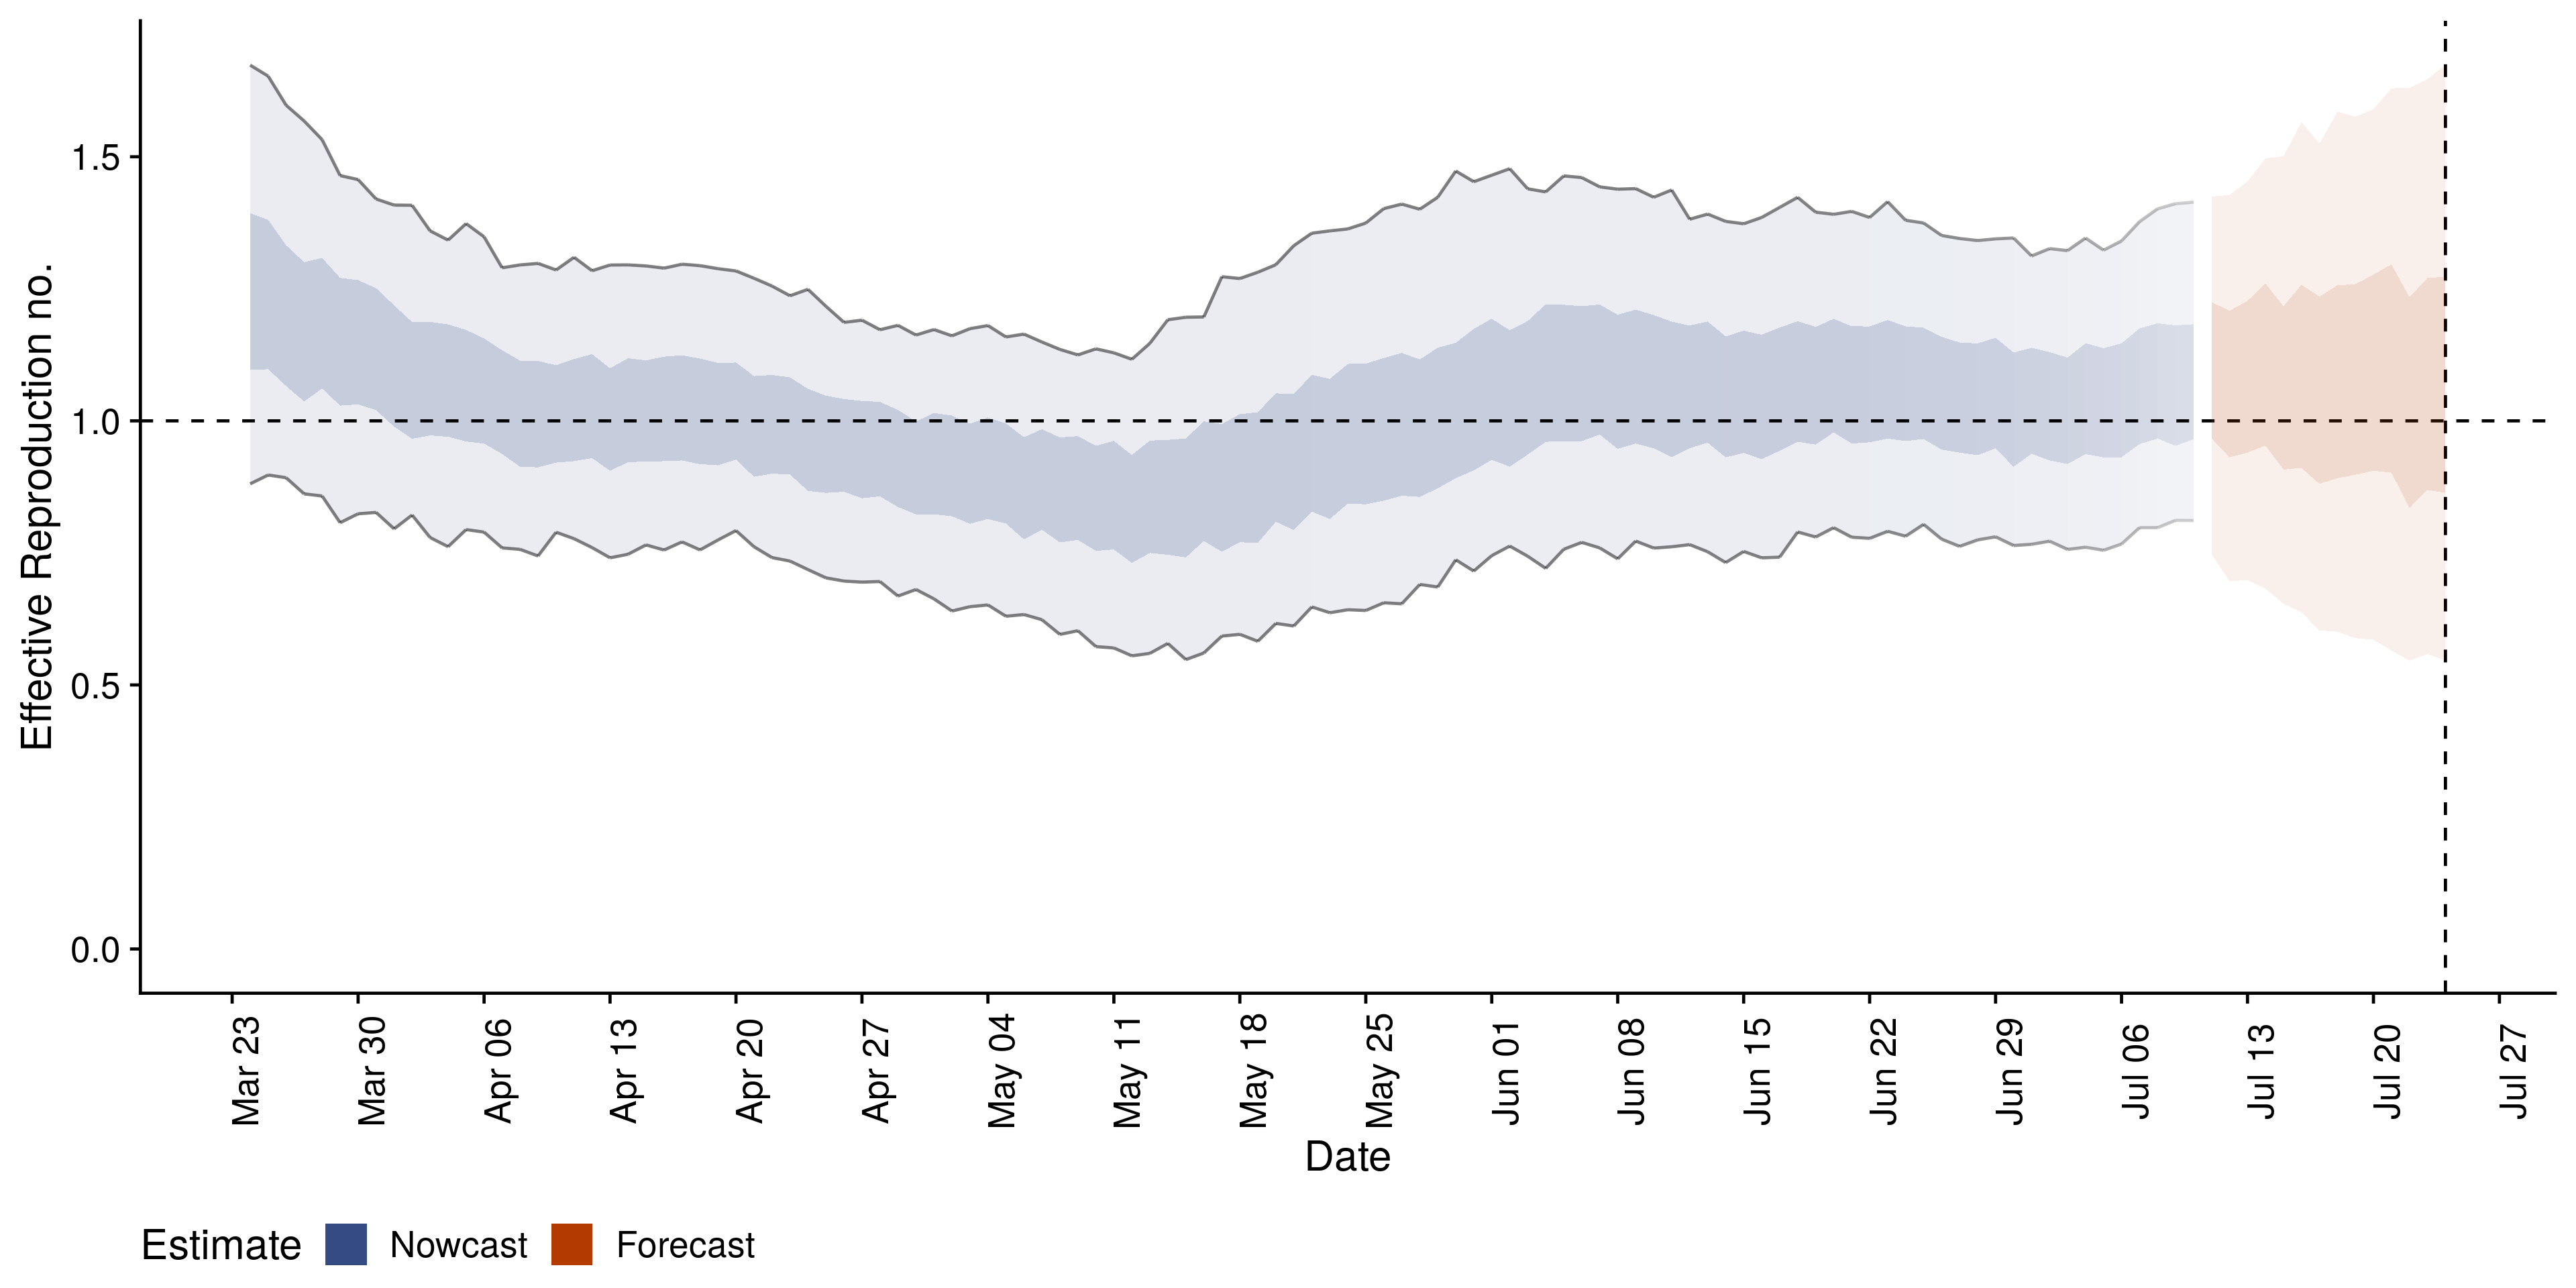 Effective Reproduction no.
1.5
1.0
0.5
0.0
Mar 23
Mar 30
Apr 06
Apr 13
Apr 20
Apr 27
May 04
May 11
May 18
May 25
Jun 01
Jun 08
Jun 15
Jun 22
Jun 29
Jul 06
Jul 13
Jul 20
Jul 27
Date
Estimate Nowcast Forecast